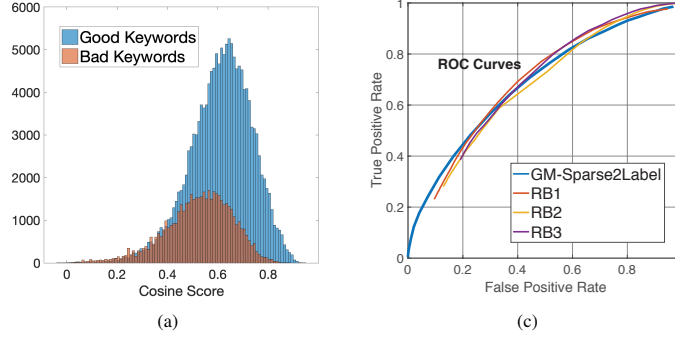 6000
5000
4000
3000
2000
1000
0
Good Keywords
Bad Keywords
0 0.2 0.4 0.6 0.8
Cosine Score
(a)
1
0.8
0.6
0.4
0.2
0
True Positive Rate
ROC Curves
GM-Sparse2Label
RB1
RB2
RB3
0 0.2 0.4 0.6 0.8
False Positive Rate
(c)